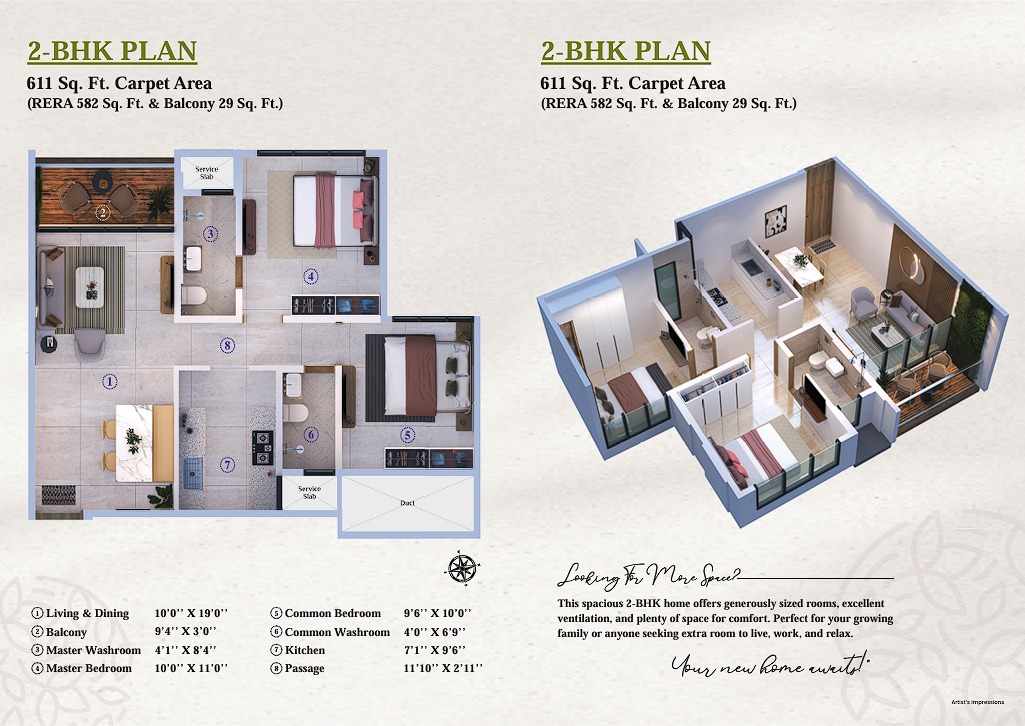 2-BHK PLAN
611 Sq. Ft. Carpet Area
(RERA 582 Sq. Ft. & Balcony 29 Sq. Ft.)
2-BHK PLAN
611 Sq. Ft. Carpet Area
(RERA 582 Sq. Ft. & Balcony 29 Sq. Ft.)
Service
Slab
2
3
4
8
1
5
6
7
Service
Slab
Duct
1 Living & Dining 10'0'' X 19'0''
2 Balcony 9'4'' X 3'0''
3 Master Washroom 4'1'' X 8'4''
4 Master Bedroom 10'0'' X 11'0''
5 Common Bedroom 9'6'' X 10'0''
6 Common Washroom 4'0'' X 6'9''
7 Kitchen 7'1'' X 9'6''
8 Passage 11'10'' X 2'11''
Looking For More Space?
This spacious 2-BHK home offers generously sized rooms, excellent
ventilation, and plenty of space for comfort. Perfect for your growing
family or anyone seeking extra room to live, work, and relax.
Your new home awaits!"
Artist's Impressions